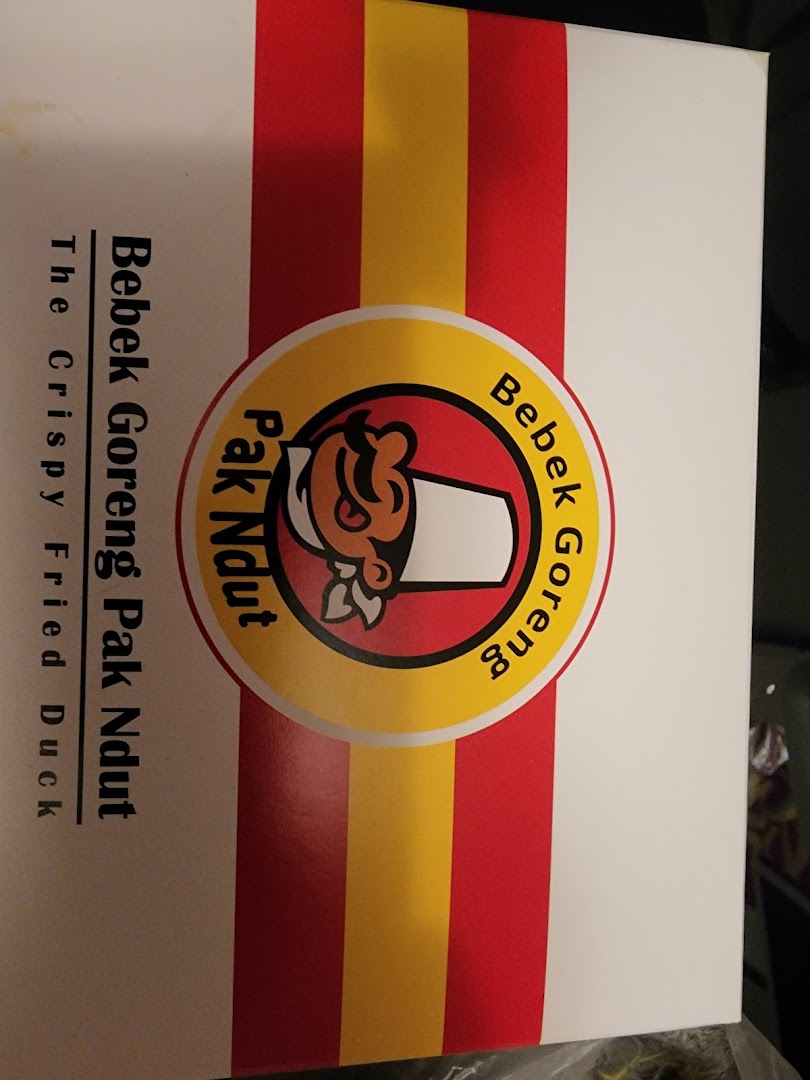 Bebek Goreng
Pak Ndut
Bebek Goreng Pak Ndut
The Crispy Fried Duck